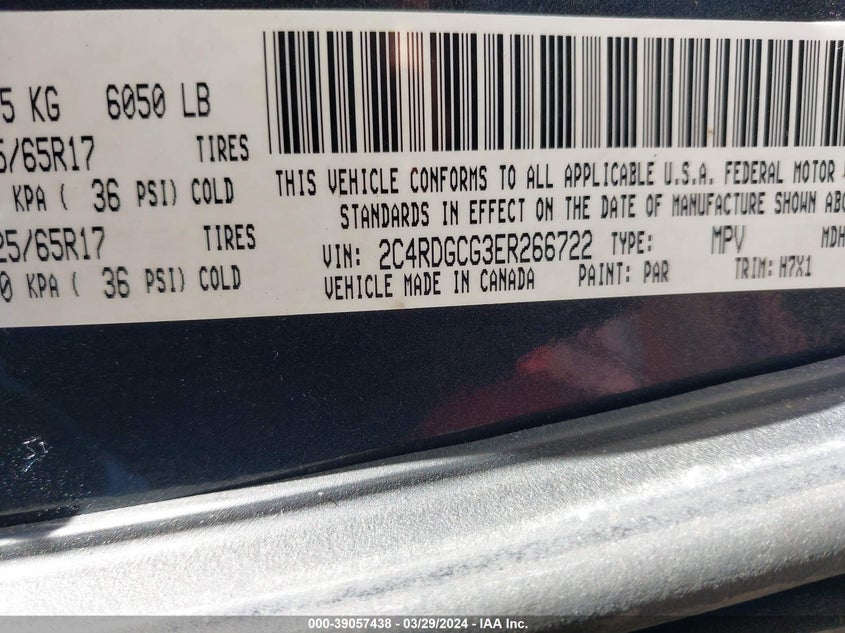 5 KG 6050 LB
5/65R17 TIRES
KPA ( 36 PSI) COLD
25/65R17 TIRES
0 KPA ( 36 PSI) COLD
THIS VEHICLE CONFORMS TO ALL APPLICABLE U.S.A. FEDERAL MOTOR
STANDARDS IN EFFECT ON THE DATE OF MANUFACTURE SHOWN ABO
VIN: 2C4RDGCG3ER266722 TYPE: MPV MDH
VEHICLE MADE IN CANADA PAINT: PAR TRIM: H7X1
000-39057438 - 03/29/2024 - IAA Inc.